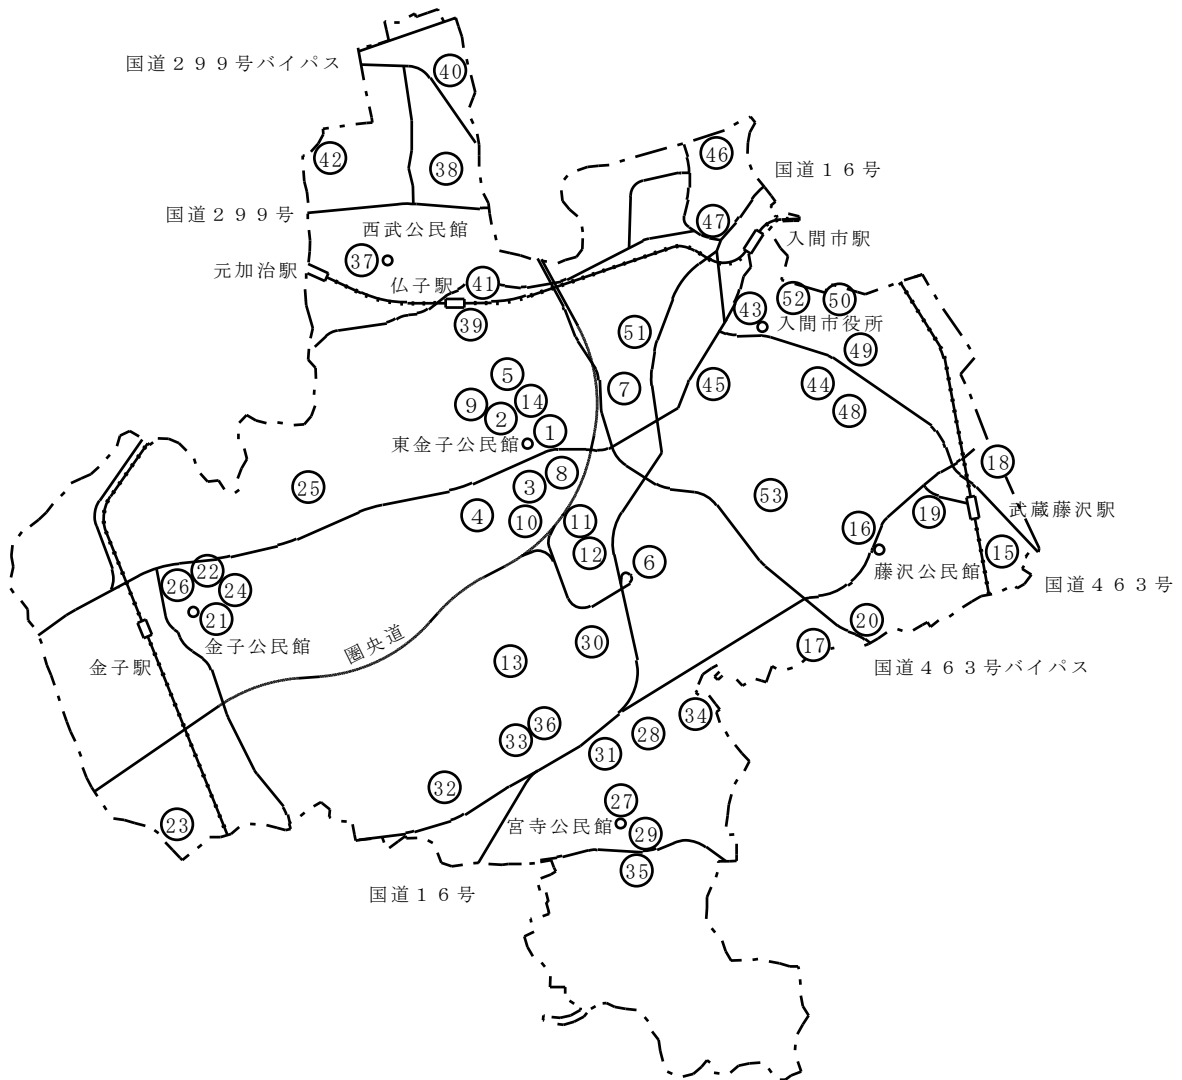 国道２９９号バイパス
㊵
㊻
㊷
㊳
国道１６号
国道２９９号
㊼
西武公民館
入間市駅
㊲
元加治駅
仏子駅
㊶
52
㊿
㊸
㊴
入間市役所
51
㊾
⑤
⑦
㊺
㊹
⑨
⑭
②
㊽
①
東金子公民館
⑱
⑧
㉕
③
53
武蔵藤沢駅
④
⑩
⑪
⑯
⑲
⑫
⑮
⑥
藤沢公民館
㉒
㉖
㉔
国道４６３号
㉑
⑳
金子公民館
圏央道
㉚
⑰
⑬
金子駅
国道４６３号バイパス
㉞
㊱
㉝
㉘
㉛
㉜
㉗
㉓
宮寺公民館
㉙
㉟
国道１６号